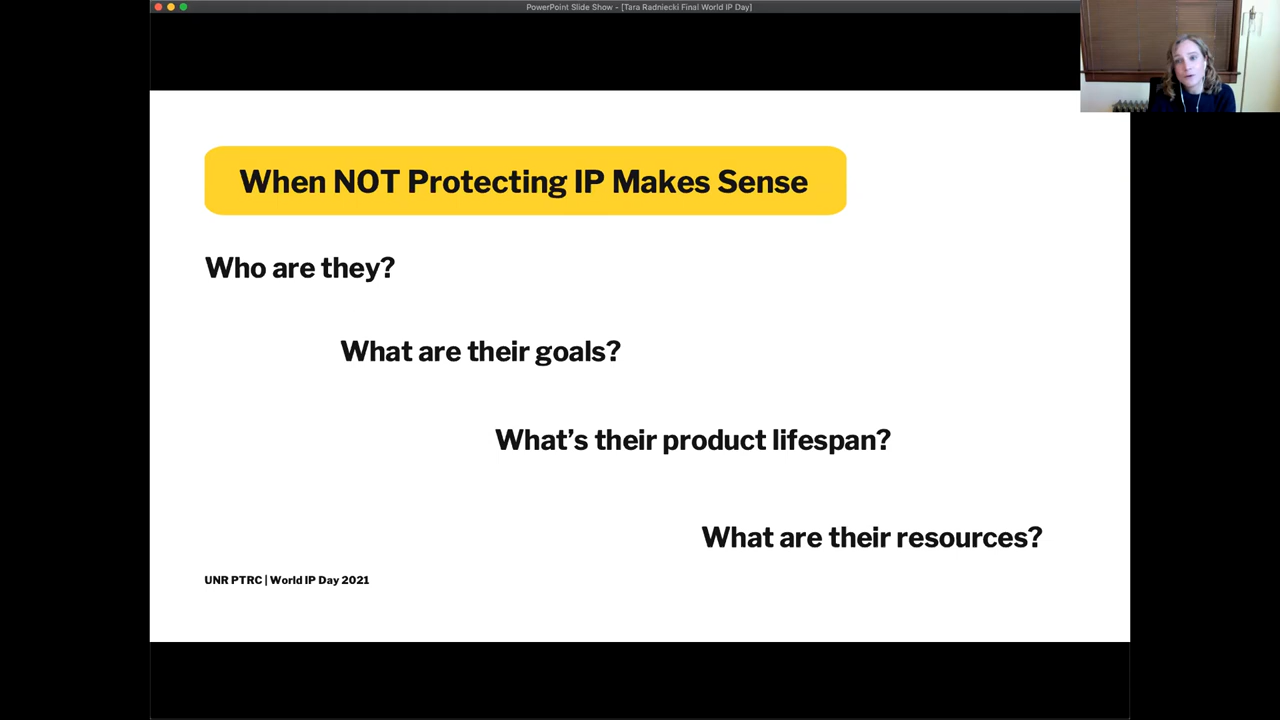 PowerPoint Slide Show - [Tara Radniecki Final World IP Day]
When NOT Protecting IP Makes Sense
Who are they?
What are their goals?
What’s their product lifespan?
What are their resources?
UNR PTRC | World IP Day 2021